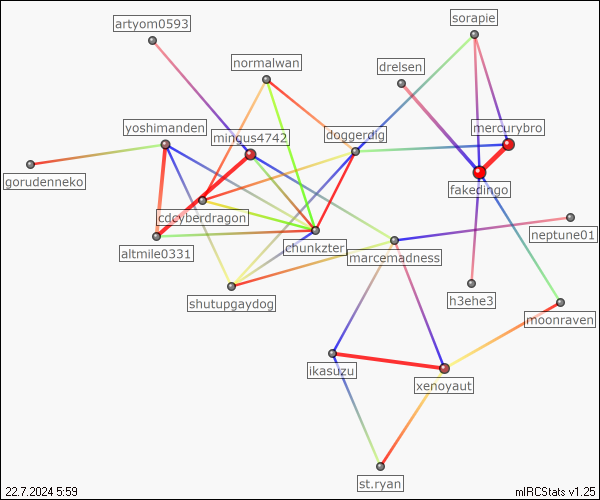 artyom0593
sorapie
normalwan
drelsen
yoshimanden
mingus4742
doggerdig
mercurybro
gorudenneko
fakedingo
cdcyberdragon
altmile0331
chunkzter
marcemadness
neptune01
shutupgaydog
h3ehe3
moonraven
ikasuzu
xenoyaut
st.ryan
22.7.2024 5:59
mIRCStats v1.25